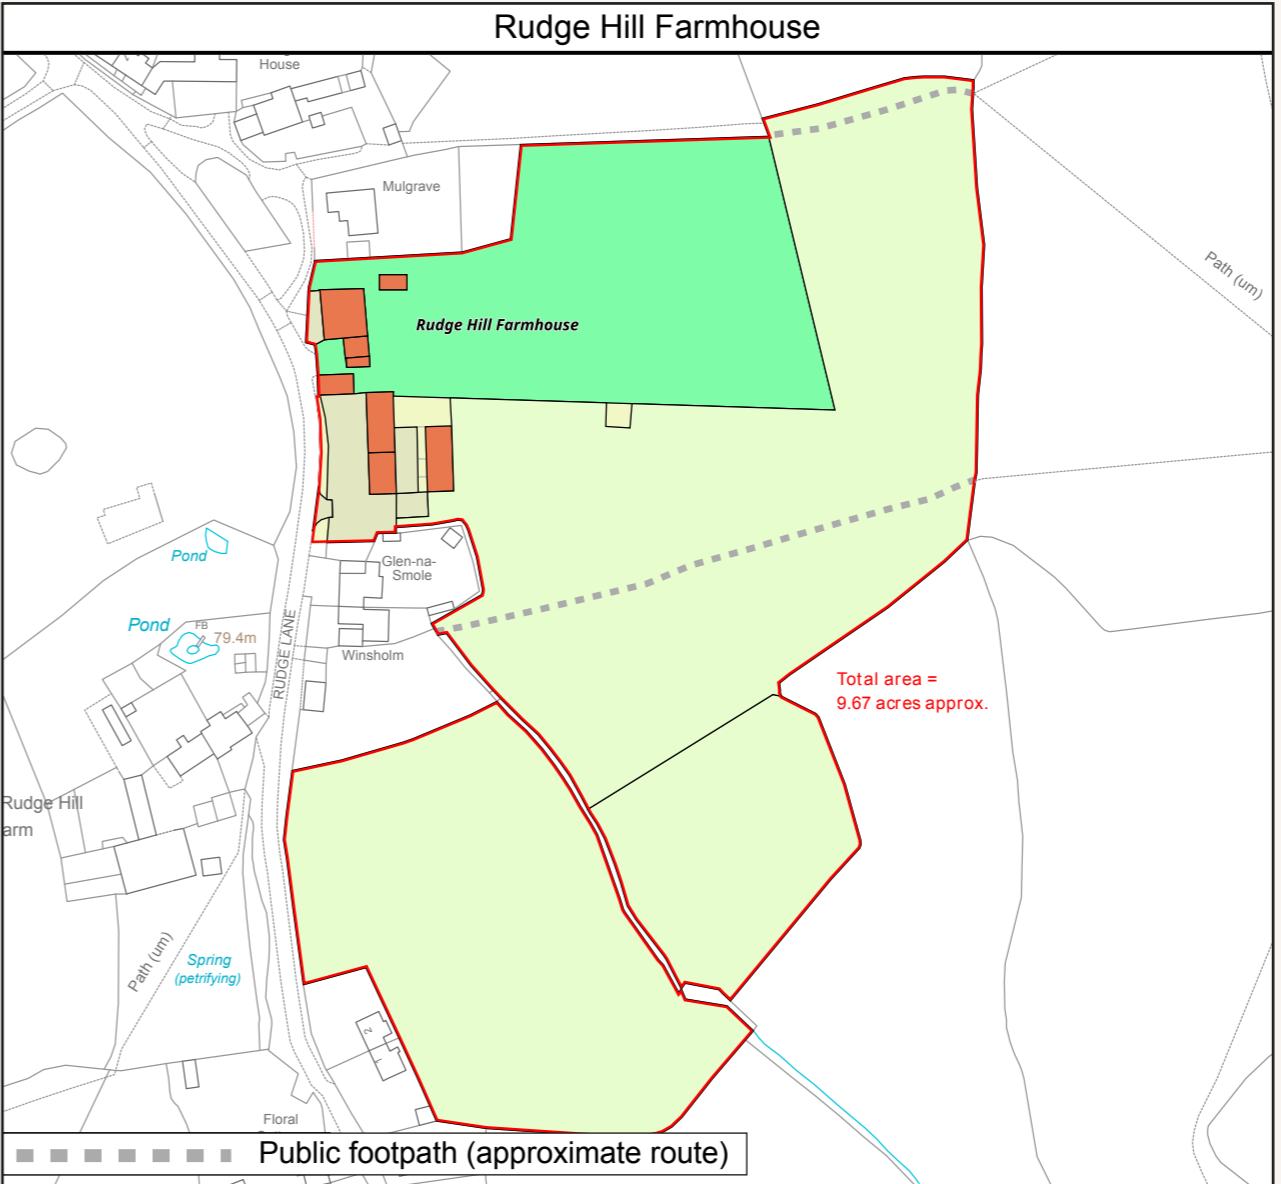 Rudge Hill Farmhouse
House
Mulgrave
Path (um)
Rudge Hill Farmhouse
Pond
Glen-na-
Smole
Pond
FB
79.4m
RUDGE LANE
Winsholm
Total area =
9.67 acres approx.
Rudge Hill
arm
Path (um)
Spring
(petrifying)
2
1
Floral
Public footpath (approximate route)